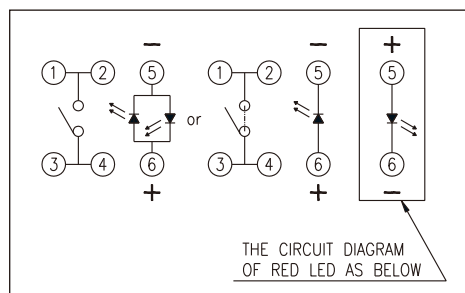 − − +
1 2 5 1 2 5 5
or
3 4 6 3 4 6 6
+ + −
THE CIRCUIT DIAGRAM
OF RED LED AS BELOW